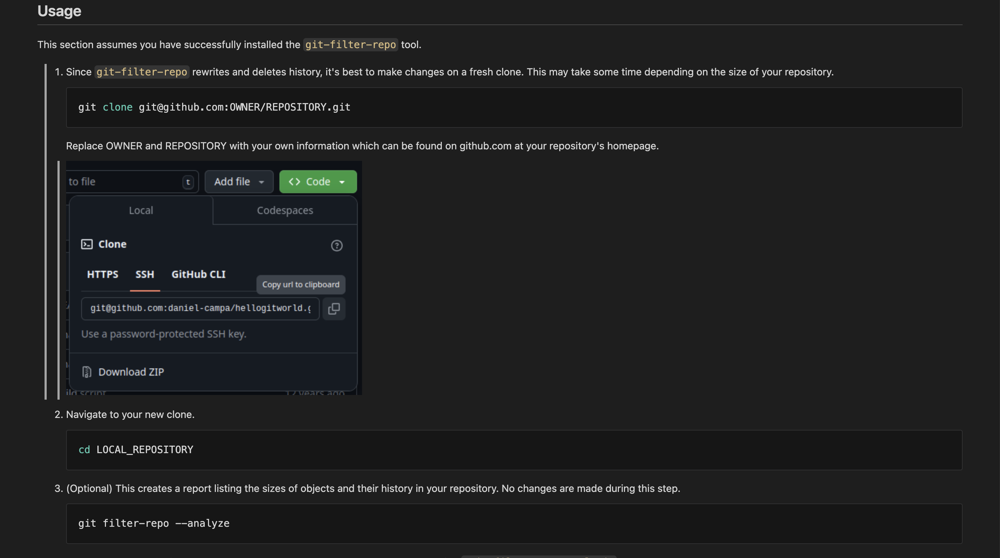 Usage
This section assumes you have successfully installed the git-filter-repo tool.
1. Since git-filter-repo rewrites and deletes history, it's best to make changes on a fresh clone. This may take some time depending on the size of your repository.
git clone git@github.com:OWNER/REPOSITORY.git
Replace OWNER and REPOSITORY with your own information which can be found on github.com at your repository's homepage.
to file t Add file <> Code
Local Codespaces
Clone
HTTPS SSH GitHub CLI
Copy url to clipboard
git@github.com:daniel-campa/hellogitworld.g
Use a password-protected SSH key.
Download ZIP
ild script 12 years ago
2. Navigate to your new clone.
cd LOCAL_REPOSITORY
3. (Optional) This creates a report listing the sizes of objects and their history in your repository. No changes are made during this step.
git filter-repo --analyze